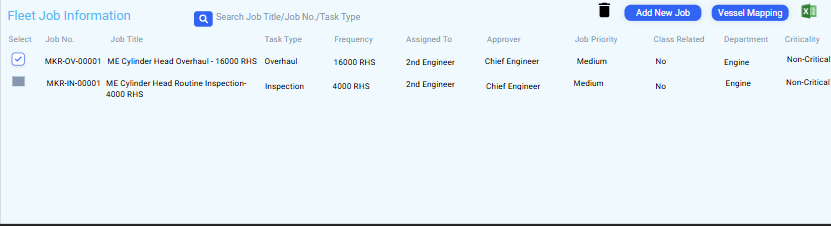 Fleet Job Information Search Job Title/Job No./Task Type Add New Job Vessel Mapping
Select Job No. Job Title Task Type Frequency Assigned To Approver Job Priority Class Related Department Criticality
MKR-OV-00001 ME Cylinder Head Overhaul - 16000 RHS Overhaul 16000 RHS 2nd Engineer Chief Engineer Medium No Engine Non-Critical
MKR-IN-00001 ME Cylinder Head Routine Inspection- Inspection 4000 RHS 2nd Engineer Chief Engineer Medium No Engine Non-Critical
4000 RHS